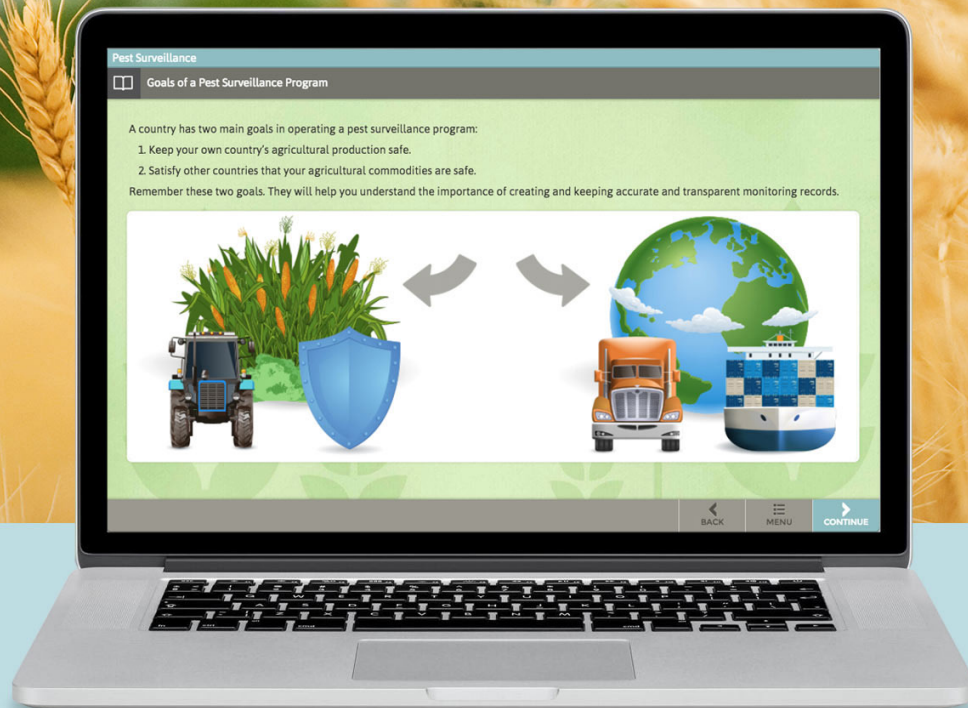 Pest Surveillance
Goals of a Pest Surveillance Program
A country has two main goals in operating a pest surveillance program:
1. Keep your own country's agricultural production safe.
2. Satisfy other countries that your agricultural commodities are safe.
Remember these two goals. They will help you understand the importance of creating and keeping accurate and transparent monitoring records.
BACK
MENU
CONTINUE